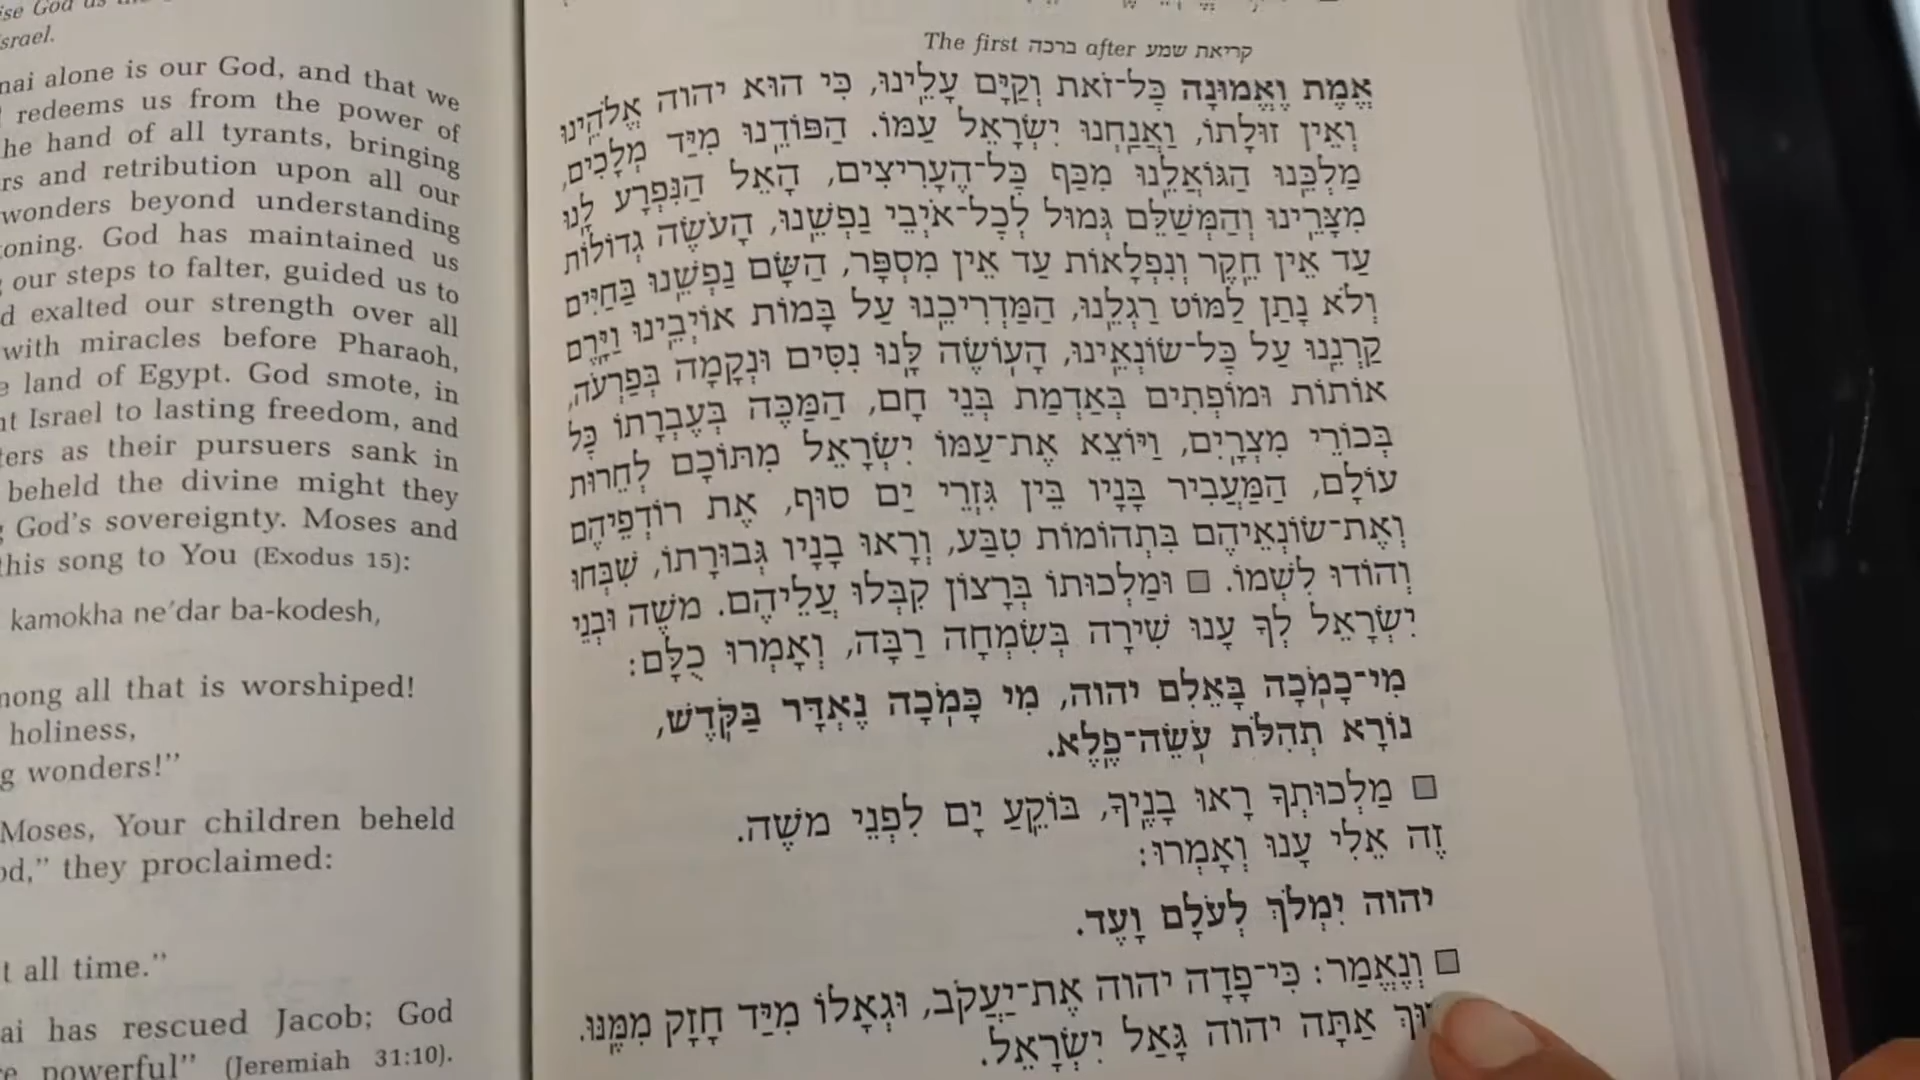 ise God as the
srael.
nai alone is our God, and that we
redeems us from the power of
he hand of all tyrants, bringing
rs and retribution upon all our
wonders beyond understanding
oning. God has maintained us
our steps to falter, guided us to
d exalted our strength over all
with miracles before Pharaoh,
e land of Egypt. God smote, in
nt Israel to lasting freedom, and
ters as their pursuers sank in
beheld the divine might they
g God's sovereignty. Moses and
this song to You (Exodus 15):
kamokha ne'dar ba-kodesh,
mong all that is worshiped!
holiness,
g wonders!"
Moses, Your children beheld
od," they proclaimed:
t all time."
ai has rescued Jacob; God
re powerful" (Jeremiah 31:10).
The first ברכה after קריאת שמע
אֱמֶת וֶאֱמוּנָה כׇּל־זֹאת וְקַיָּם עָלֵֽינוּ, כִּי הוּא יהוה אֱלֹהֵֽינוּ
וְאֵין זוּלָתוֹ, וַאֲנַֽחְנוּ יִשְׂרָאֵל עַמּוֹ. הַפּוֹדֵֽנוּ מִיַּד מְלָכִים,
מַלְכֵּֽנוּ הַגּוֹאֲלֵֽנוּ מִכַּף כׇּל־הֶעָרִיצִים, הָאֵל הַנִּפְרָע לָֽנוּ
מִצָּרֵֽינוּ וְהַמְשַׁלֵּם גְּמוּל לְכׇל־אֹיְבֵי נַפְשֵֽׁנוּ, הָעֹשֶׂה גְדוֹלוֹת
עַד אֵין חֵֽקֶר וְנִפְלָאוֹת עַד אֵין מִסְפָּר, הַשָּׂם נַפְשֵֽׁנוּ בַּחַיִּים
וְלֹא נָתַן לַמּוֹט רַגְלֵֽנוּ, הַמַּדְרִיכֵֽנוּ עַל בָּמוֹת אוֹיְבֵֽינוּ וַיָּֽרֶם
קַרְנֵֽנוּ עַל כׇּל־שׂוֹנְאֵֽינוּ, הָעֽוֹשֶׂה לָּֽנוּ נִסִּים וּנְקָמָה בְּפַרְעֹה,
אוֹתוֹת וּמוֹפְתִים בְּאַדְמַת בְּנֵי חָם, הַמַּכֶּה בְּעֶבְרָתוֹ כׇּל
בְּכוֹרֵי מִצְרָֽיִם, וַיּוֹצֵא אֶת־עַמּוֹ יִשְׂרָאֵל מִתּוֹכָם לְחֵרוּת
עוֹלָם, הַמַּעֲבִיר בָּנָיו בֵּין גִּזְרֵי יַם סוּף, אֶת רוֹדְפֵיהֶם
וְאֶת־שׂוֹנְאֵיהֶם בִּתְהוֹמוֹת טִבַּע, וְרָאוּ בָנָיו גְּבוּרָתוֹ, שִׁבְּחוּ
וְהוֹדוּ לִשְׁמוֹ. □ וּמַלְכוּתוֹ בְּרָצוֹן קִבְּלוּ עֲלֵיהֶם. מֹשֶׁה וּבְנֵי
יִשְׂרָאֵל לְךָ עָנוּ שִׁירָה בְּשִׂמְחָה רַבָּה, וְאָמְרוּ כֻלָּם:
מִי־כָמֹֽכָה בָּאֵלִם יהוה, מִי כָּמֹֽכָה נֶאְדָּר בַּקֹּֽדֶשׁ,
נוֹרָא תְהִלֹּת עֹֽשֵׂה־פֶֽלֶא.
□ מַלְכוּתְךָ רָאוּ בָנֶֽיךָ, בּוֹקֵֽעַ יָם לִפְנֵי מֹשֶׁה.
זֶה אֵלִי עָנוּ וְאָמְרוּ:
יהוה יִמְלֹךְ לְעֹלָם וָעֶד.
□ וְנֶאֱמַר: כִּי־פָדָה יהוה אֶת־יַעֲקֹב, וּגְאָלוֹ מִיַּד חָזָק מִמֶּֽנּוּ.
וּךְ אַתָּה יהוה גָּאַל יִשְׂרָאֵל.